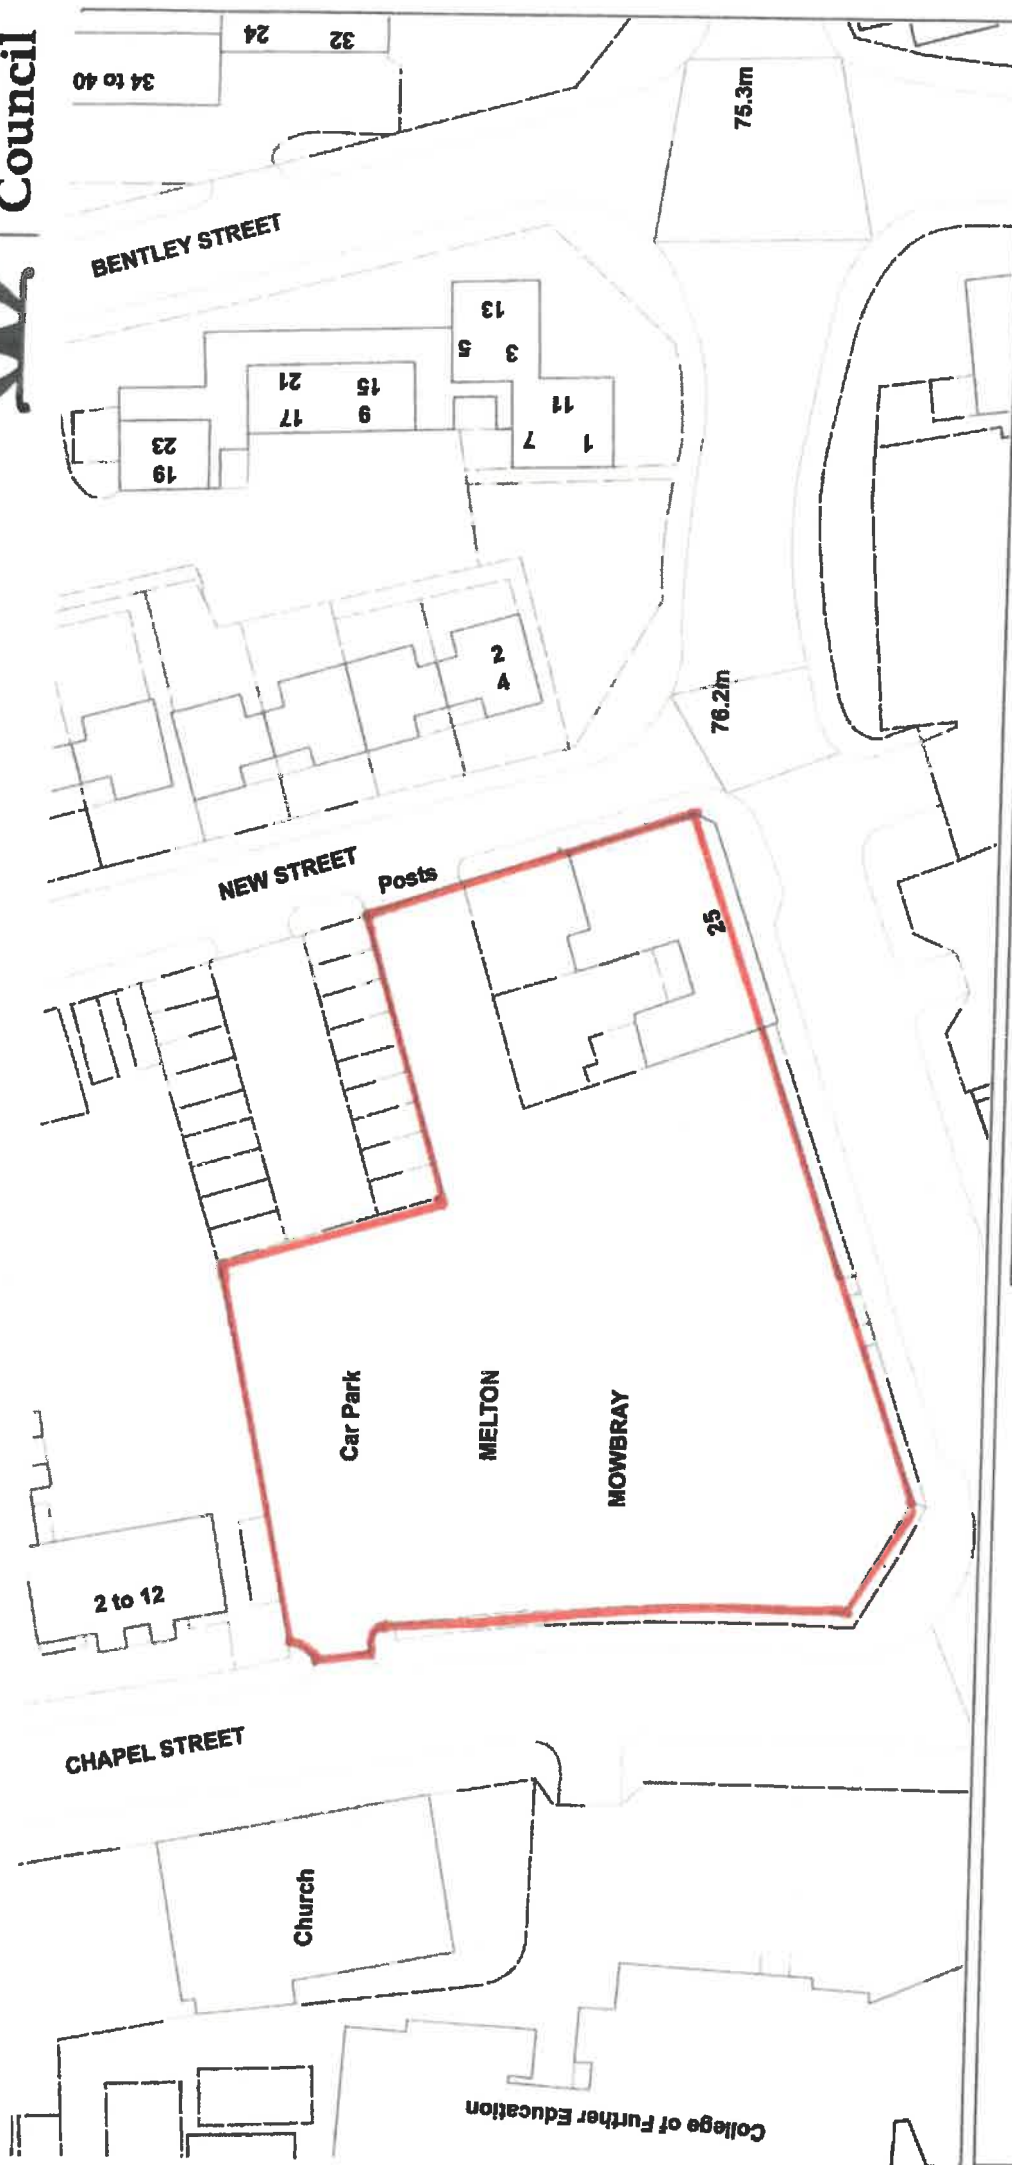 Council
34 to 40
24
32
BENTLEY STREET
75.3m
13
5
3
21
15
17
9
11
7
1
23
19
2
4
76.2m
NEW STREET
Posts
25
Car Park
MELTON
MOWBRAY
2 to 12
CHAPEL STREET
Church
College of Further Education